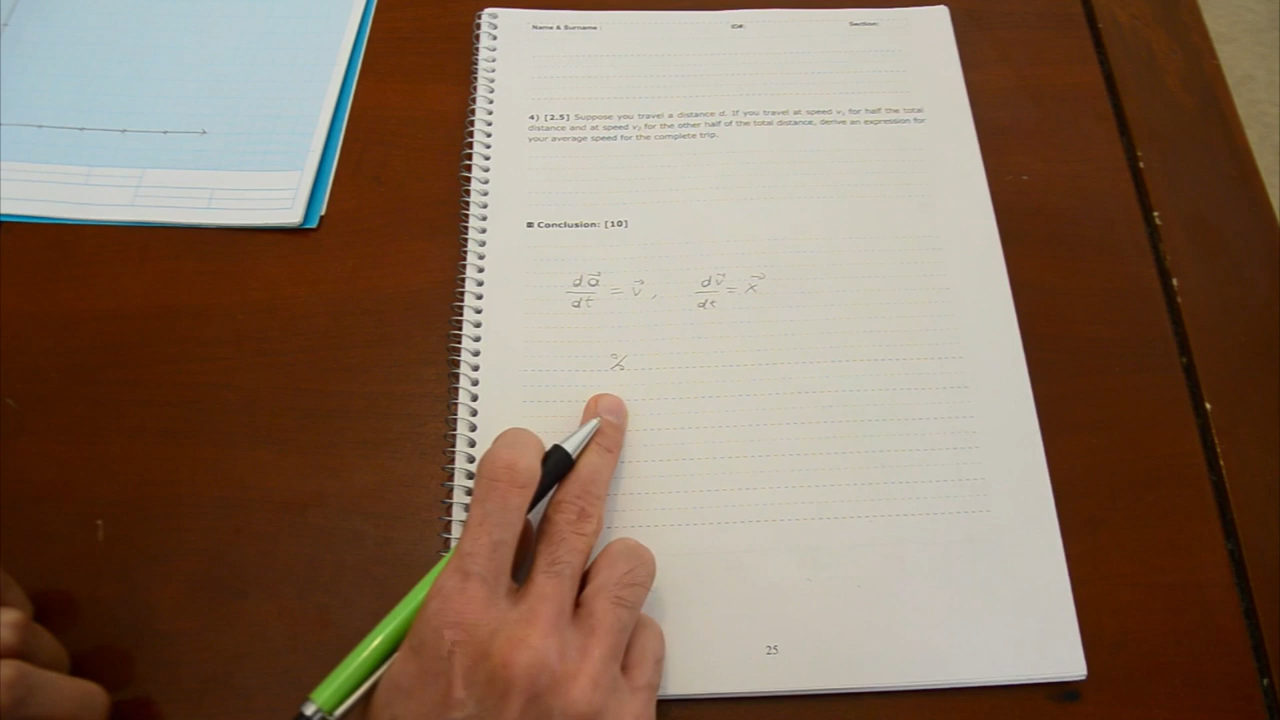 Name & Surname : ID#: Section:
4) [2.5] Suppose you travel a distance d. If you travel at speed v₁ for half the total
distance and at speed v₂ for the other half of the total distance, derive an expression for
your average speed for the complete trip.
Conclusion: [10]
da⃗/dt = v⃗ , dv⃗/dt = x⃗
%
25